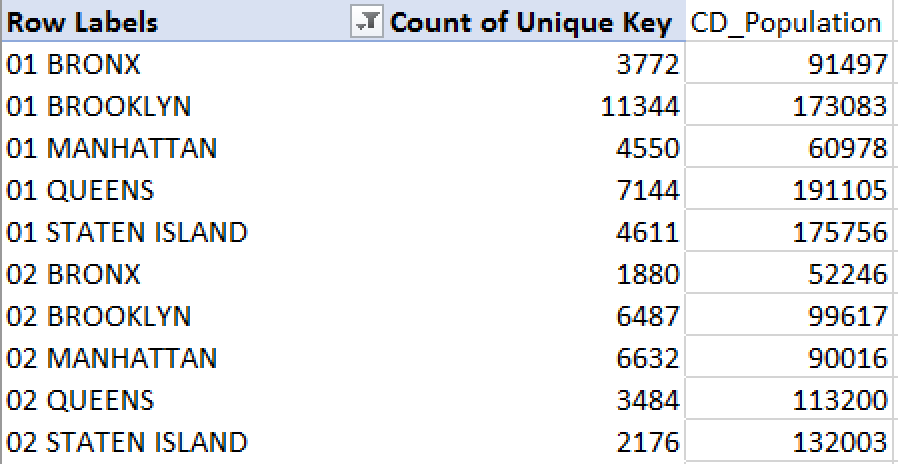 Row Labels Count of Unique Key CD_Population
01 BRONX 3772 91497
01 BROOKLYN 11344 173083
01 MANHATTAN 4550 60978
01 QUEENS 7144 191105
01 STATEN ISLAND 4611 175756
02 BRONX 1880 52246
02 BROOKLYN 6487 99617
02 MANHATTAN 6632 90016
02 QUEENS 3484 113200
02 STATEN ISLAND 2176 132003